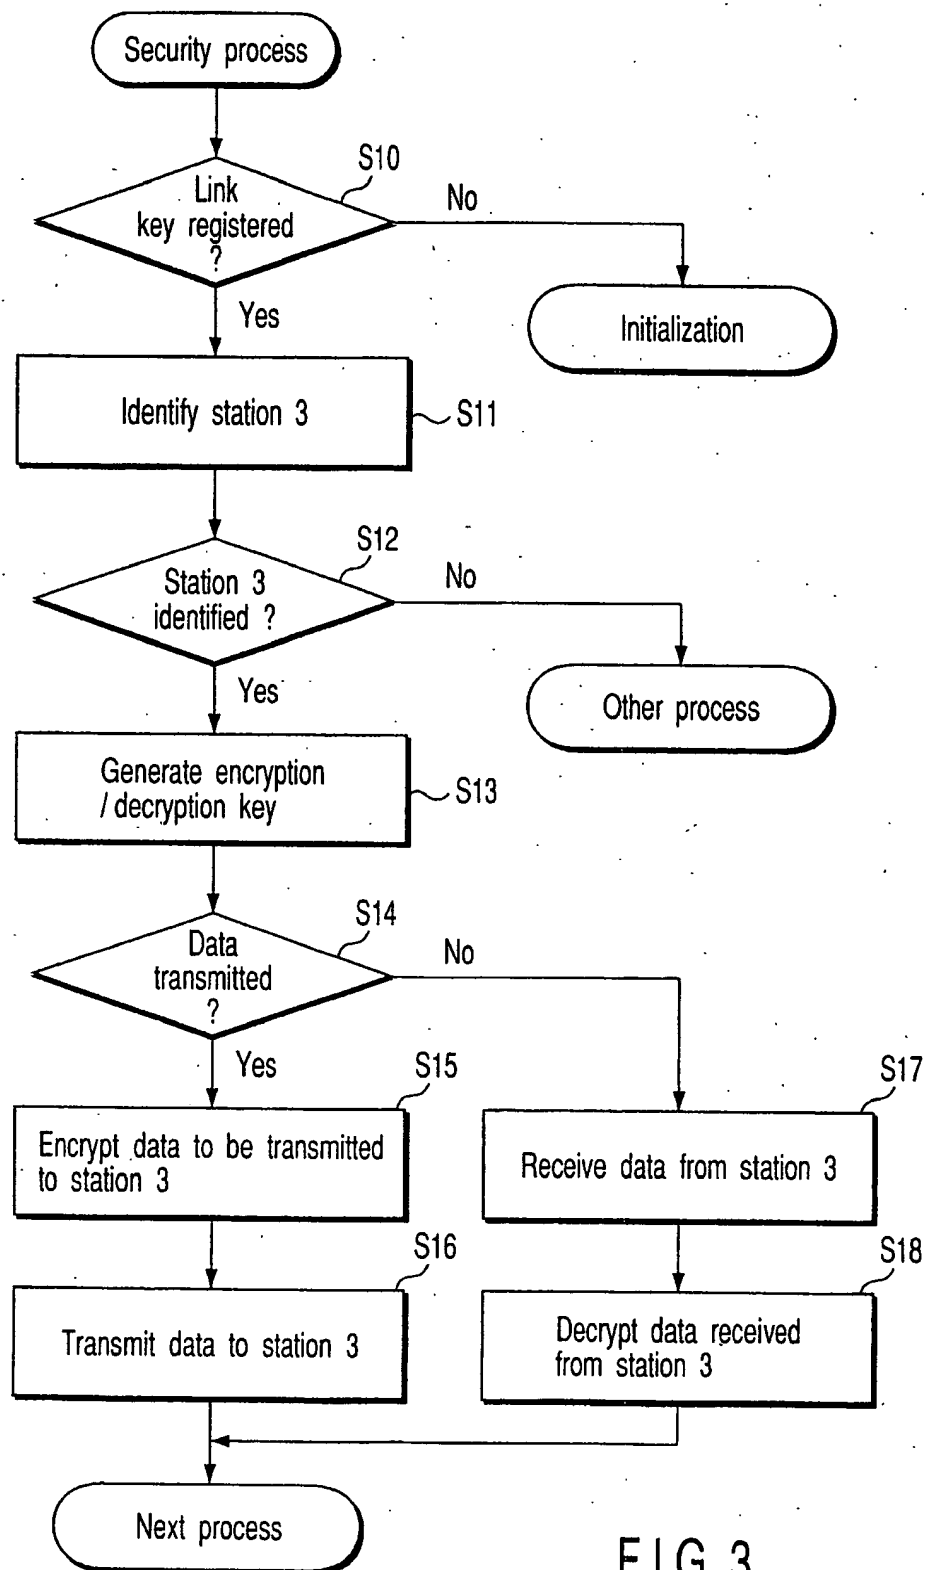 Security process
S10
Link
key registered
?
No
Yes
Initialization
Identify station 3
S11
S12
Station 3
identified ?
No
Yes
Other process
Generate encryption
/ decryption key
S13
S14
Data
transmitted
?
No
Yes
S15
S17
Encrypt data to be transmitted
to station 3
Receive data from station 3
S16
S18
Transmit data to station 3
Decrypt data received
from station 3
Next process
FIG. 3